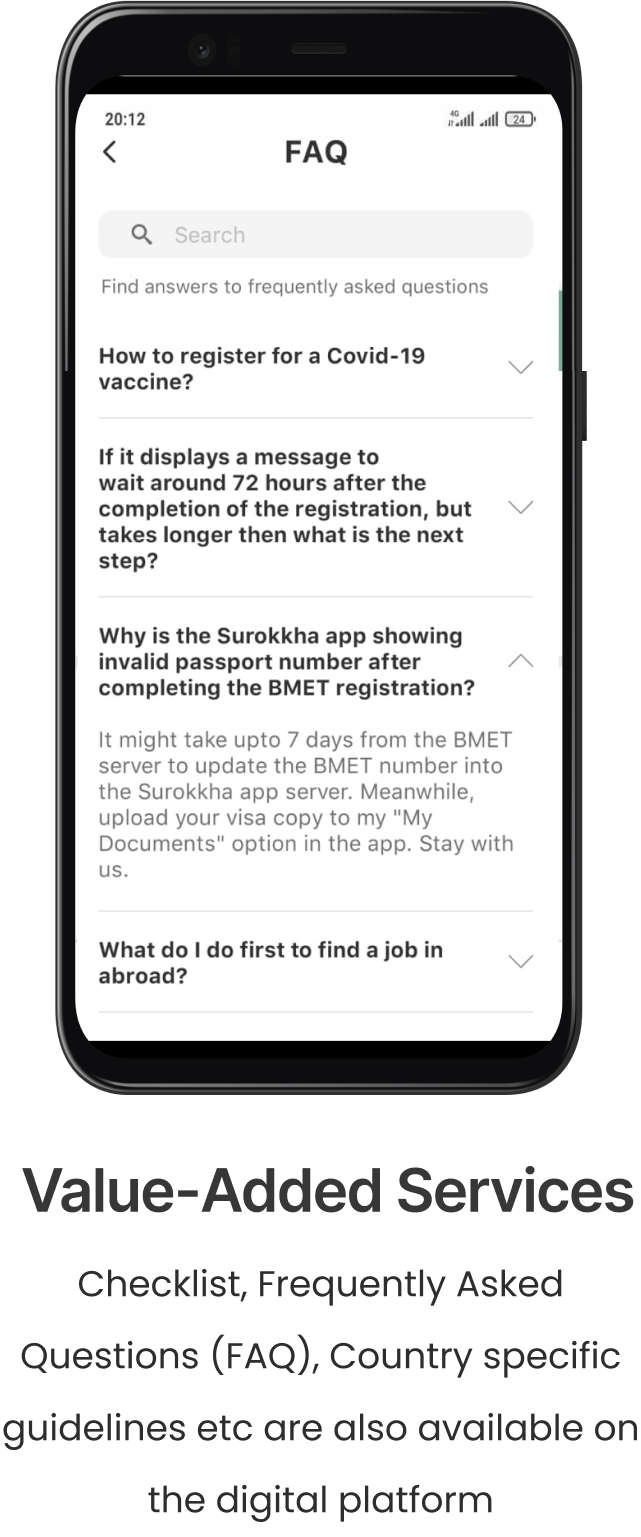 20:12
4G
24
FAQ
Search
Find answers to frequently asked questions
How to register for a Covid-19
vaccine?
If it displays a message to
wait around 72 hours after the
completion of the registration, but
takes longer then what is the next
step?
Why is the Surokkha app showing
invalid passport number after
completing the BMET registration?
It might take upto 7 days from the BMET
server to update the BMET number into
the Surokkha app server. Meanwhile,
upload your visa copy to my "My
Documents" option in the app. Stay with
us.
What do I do first to find a job in
abroad?
Value-Added Services
Checklist, Frequently Asked
Questions (FAQ), Country specific
guidelines etc are also available on
the digital platform